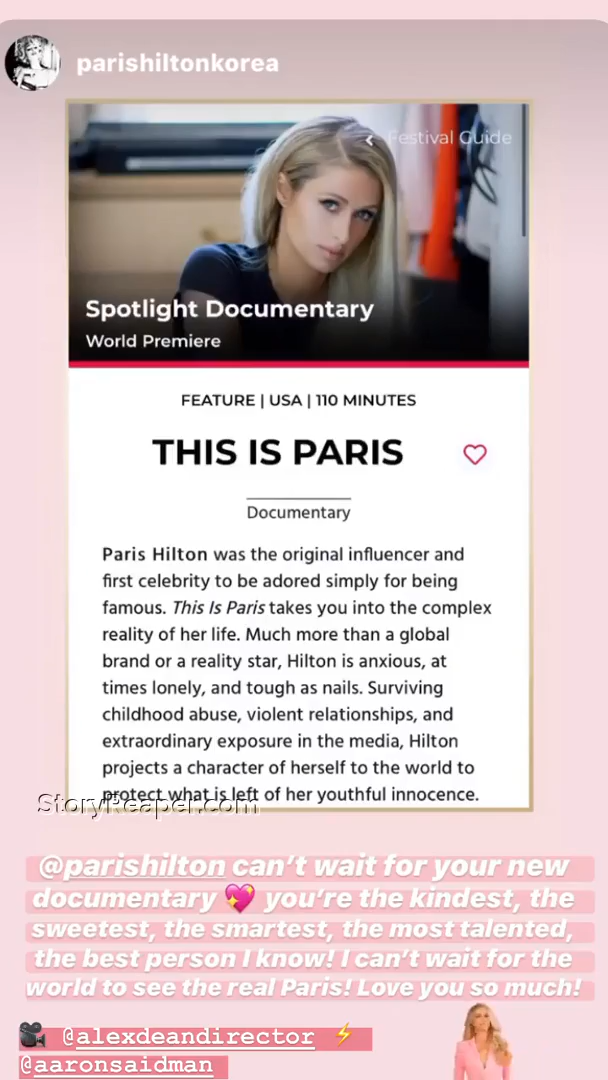 parishiltonkorea
Festival Guide
Spotlight Documentary
World Premiere
FEATURE | USA | 110 MINUTES
THIS IS PARIS
Documentary
Paris Hilton was the original influencer and
first celebrity to be adored simply for being
famous. This Is Paris takes you into the complex
reality of her life. Much more than a global
brand or a reality star, Hilton is anxious, at
times lonely, and tough as nails. Surviving
childhood abuse, violent relationships, and
extraordinary exposure in the media, Hilton
projects a character of herself to the world to
protect what is left of her youthful innocence.
StoryReaper.com
@parishilton can't wait for your new
documentary 💖 you're the kindest, the
sweetest, the smartest, the most talented,
the best person I know! I can't wait for the
world to see the real Paris! Love you so much!
🎥 @alexdeandirector ⚡
@aaronsaidman